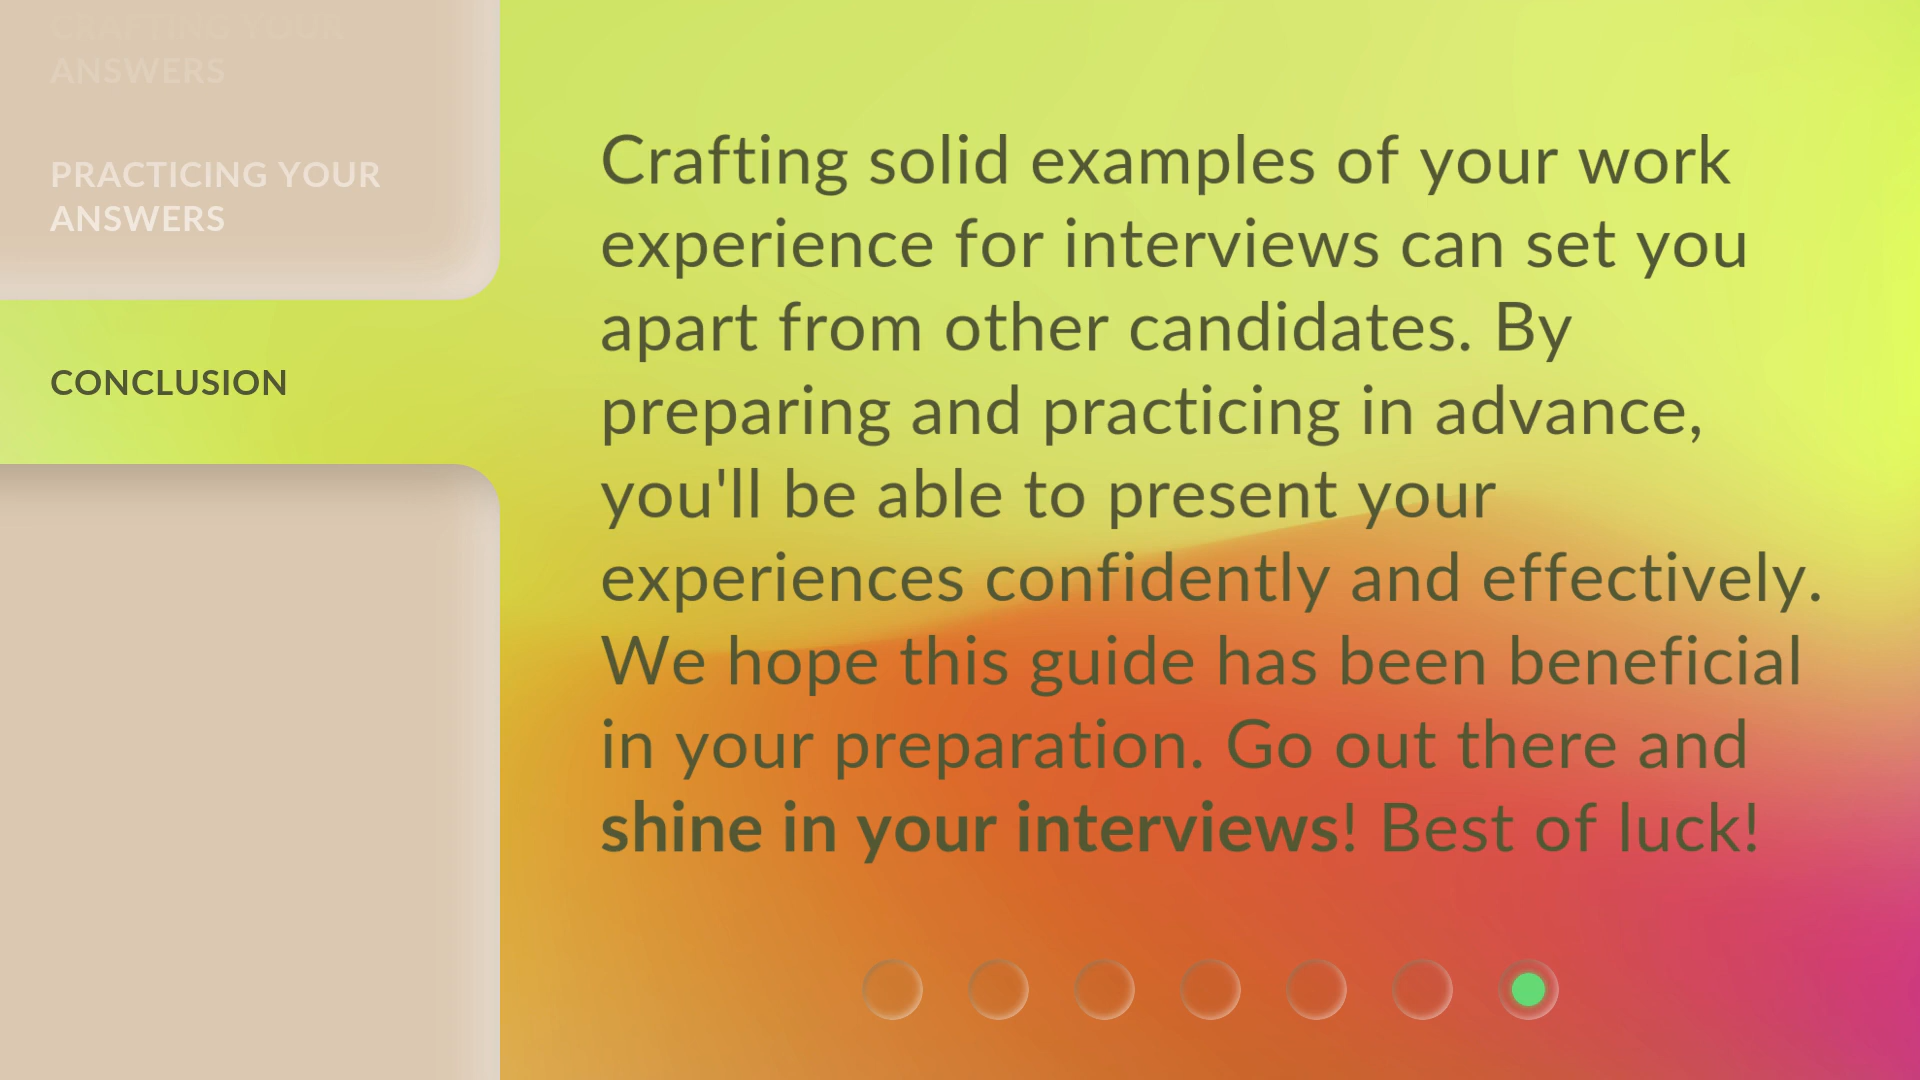 CRAFTING YOUR
ANSWERS
PRACTICING YOUR
ANSWERS
CONCLUSION
Crafting solid examples of your work
experience for interviews can set you
apart from other candidates. By
preparing and practicing in advance,
you'll be able to present your
experiences confidently and effectively.
We hope this guide has been beneficial
in your preparation. Go out there and
shine in your interviews! Best of luck!